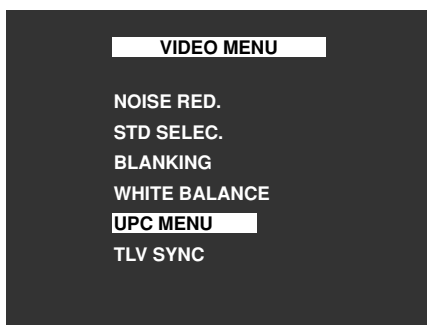 VIDEO MENU
NOISE RED.
STD SELEC.
BLANKING
WHITE BALANCE
UPC MENU
TLV SYNC